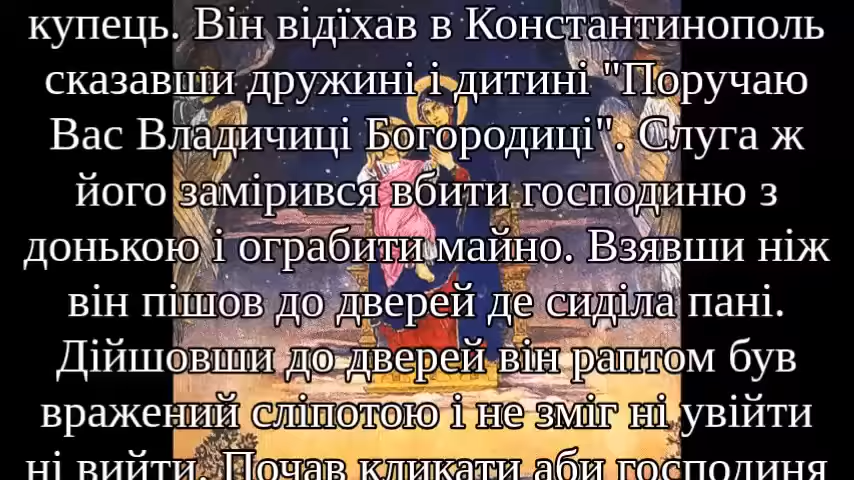 купець. Він відїхав в Константинополь
сказавши дружині і дитині "Поручаю
Вас Владичиці Богородиці". Слуга ж
його замірився вбити господиню з
донькою і ограбити майно. Взявши ніж
він пішов до дверей де сиділа пані.
Дійшовши до дверей він раптом був
вражений сліпотою і не зміг ні увійти
ні вийти. Почав кликати аби господиня